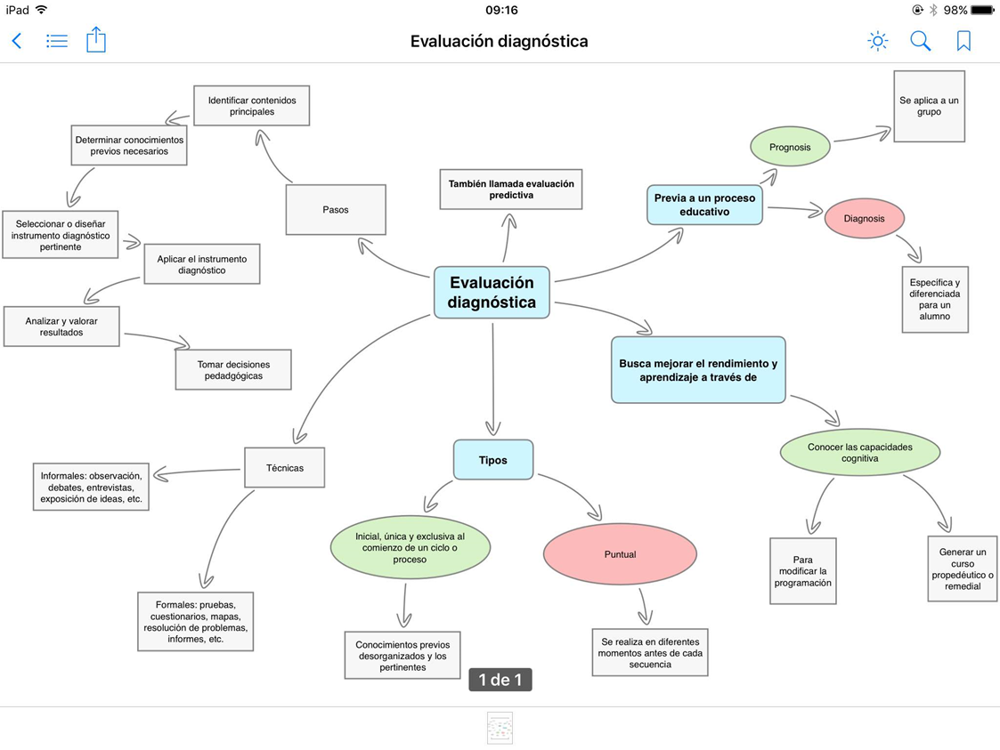 iPad
09:16
98%
Evaluación diagnóstica
Identificar contenidos
principales
Determinar conocimientos
previos necesarios
Seleccionar o diseñar
instrumento diagnóstico
pertinente
Aplicar el instrumento
diagnóstico
Analizar y valorar
resultados
Tomar decisiones
pedadgógicas
Pasos
También llamada evaluación
predictiva
Evaluación
diagnóstica
Previa a un proceso
educativo
Prognosis
Se aplica a un
grupo
Diagnosis
Específica y
diferenciada
para un
alumno
Busca mejorar el rendimiento y
aprendizaje a través de
Conocer las capacidades
cognitiva
Para
modificar la
programación
Generar un
curso
propedéutico o
remedial
Técnicas
Informales: observación,
debates, entrevistas,
exposición de ideas, etc.
Formales: pruebas,
cuestionarios, mapas,
resolución de problemas,
informes, etc.
Tipos
Inicial, única y exclusiva al
comienzo de un ciclo o
proceso
Conocimientos previos
desorganizados y los
pertinentes
Puntual
Se realiza en diferentes
momentos antes de cada
secuencia
1 de 1